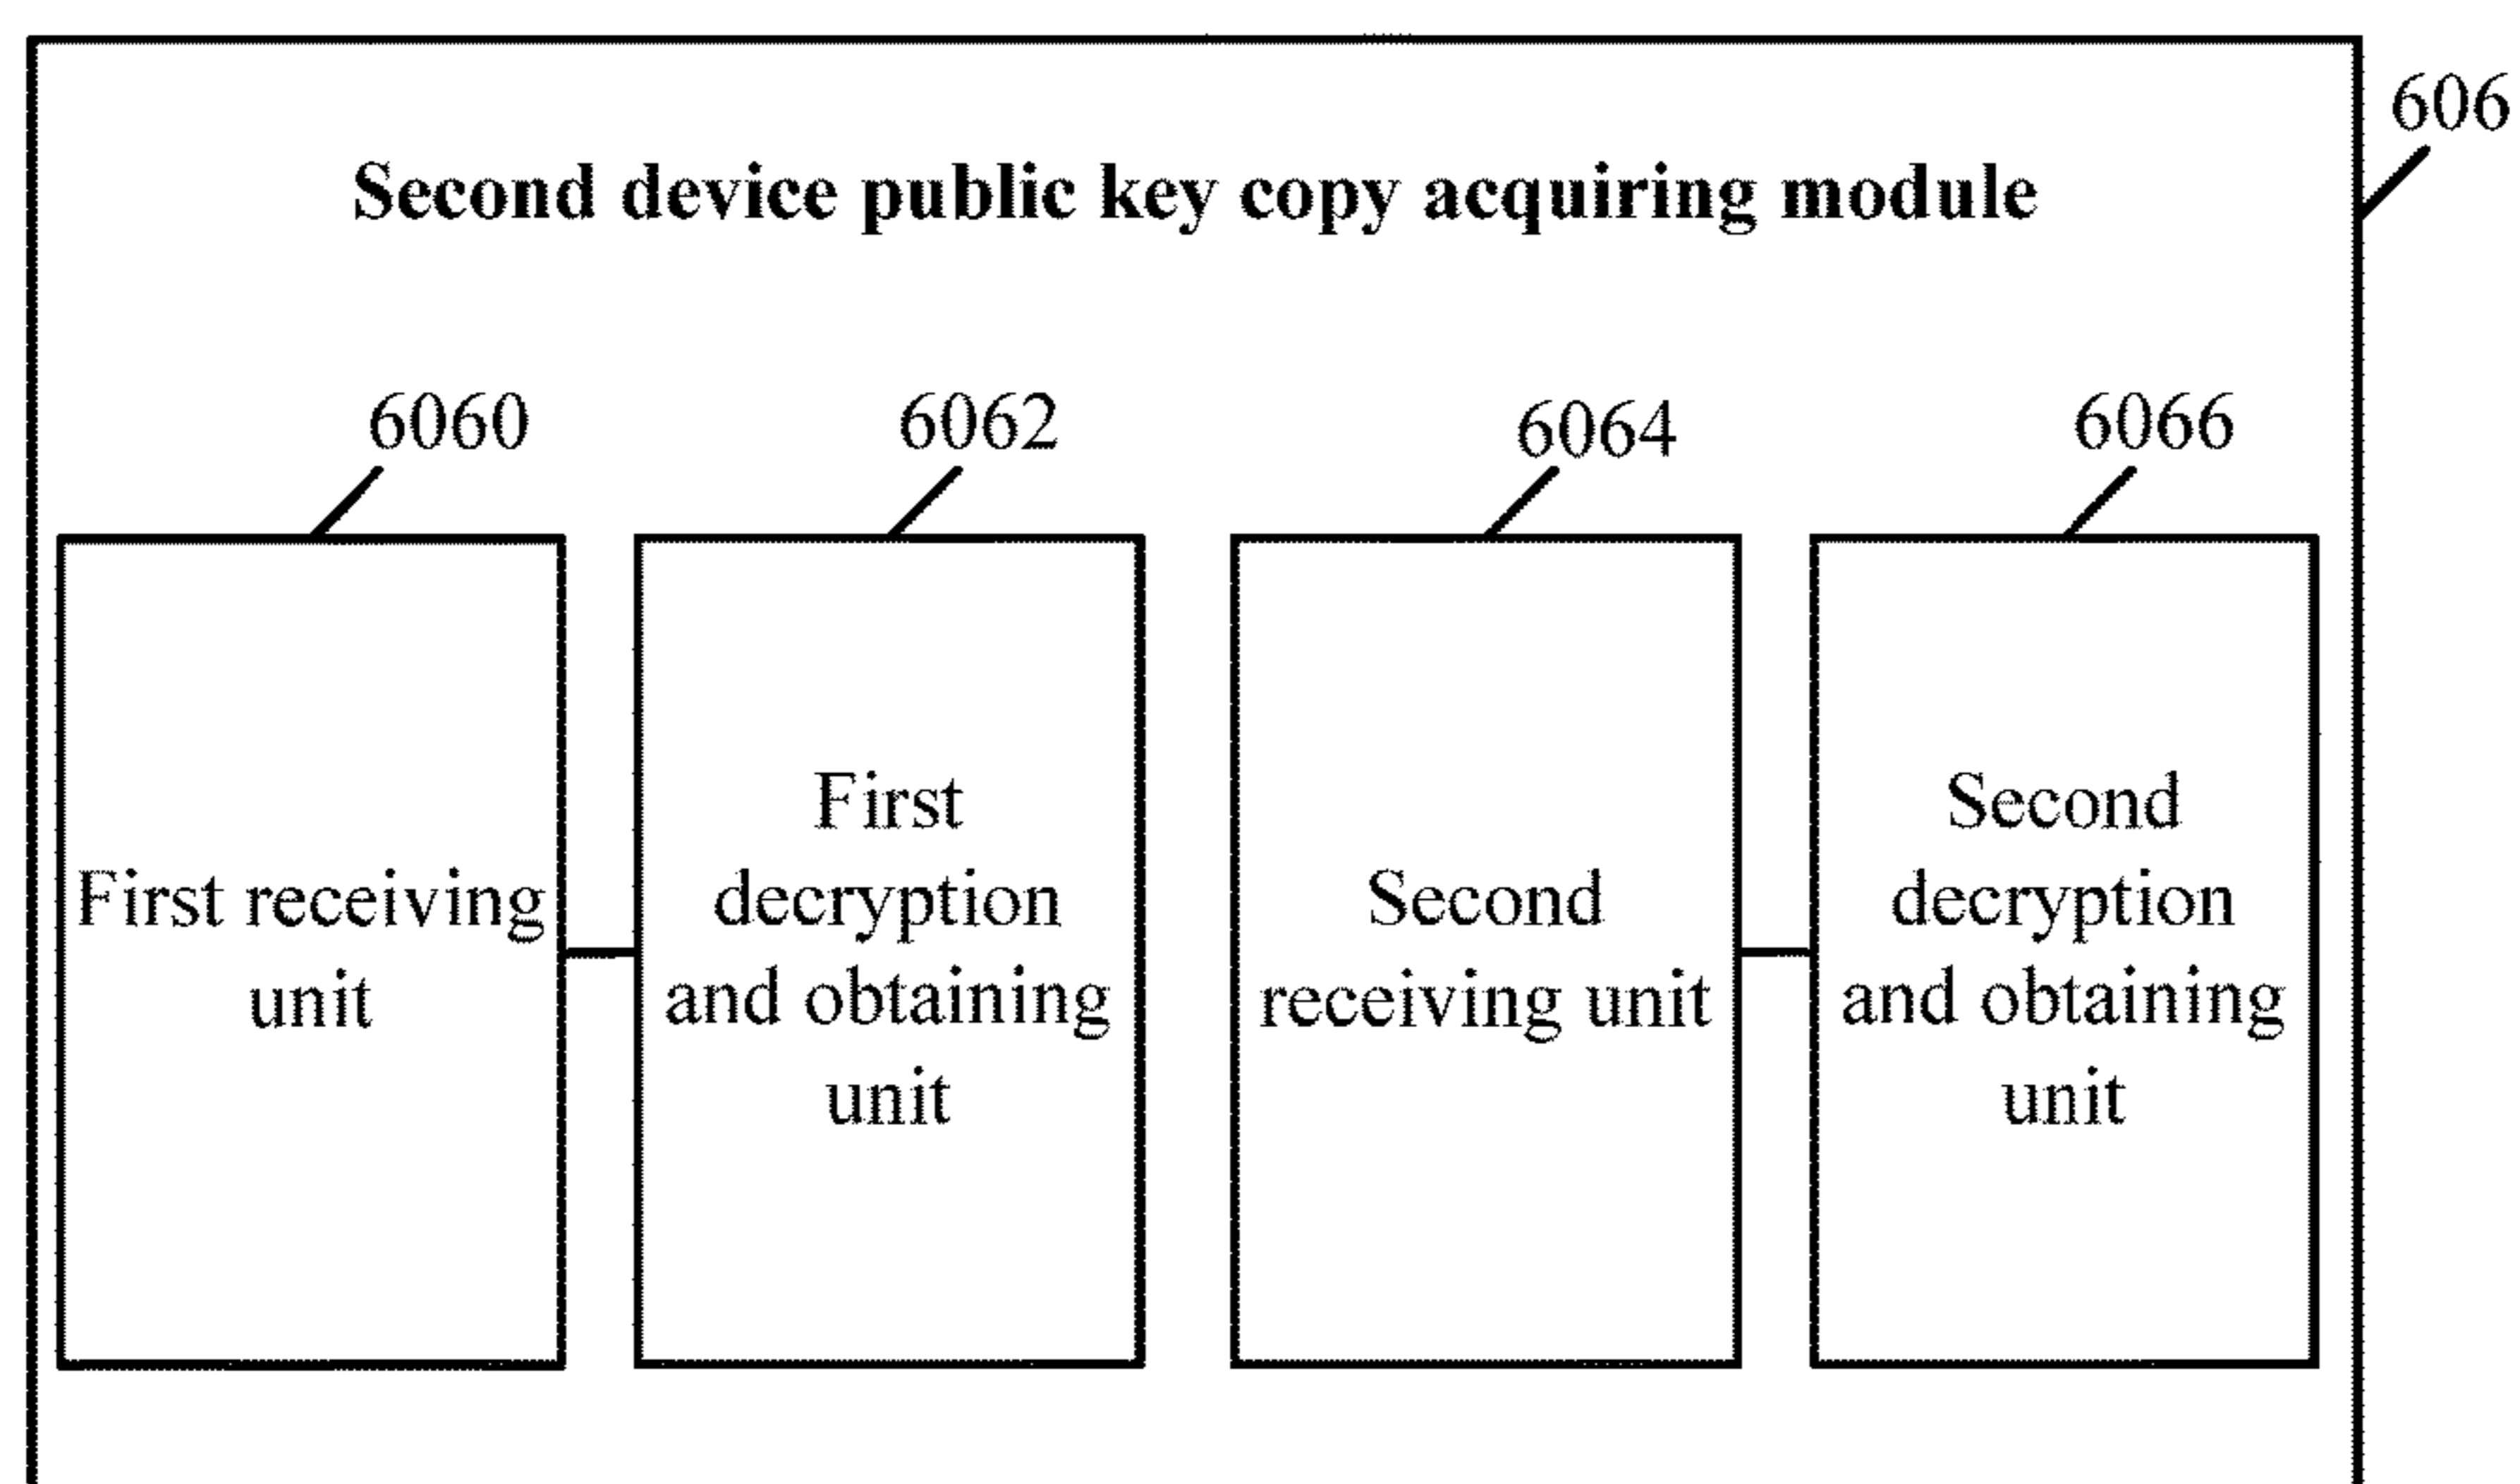 606
Second device public key copy acquiring module
6060
6062
6064
6066
First receiving
unit
First
decryption
and obtaining
unit
Second
receiving unit
Second
decryption
and obtaining
unit